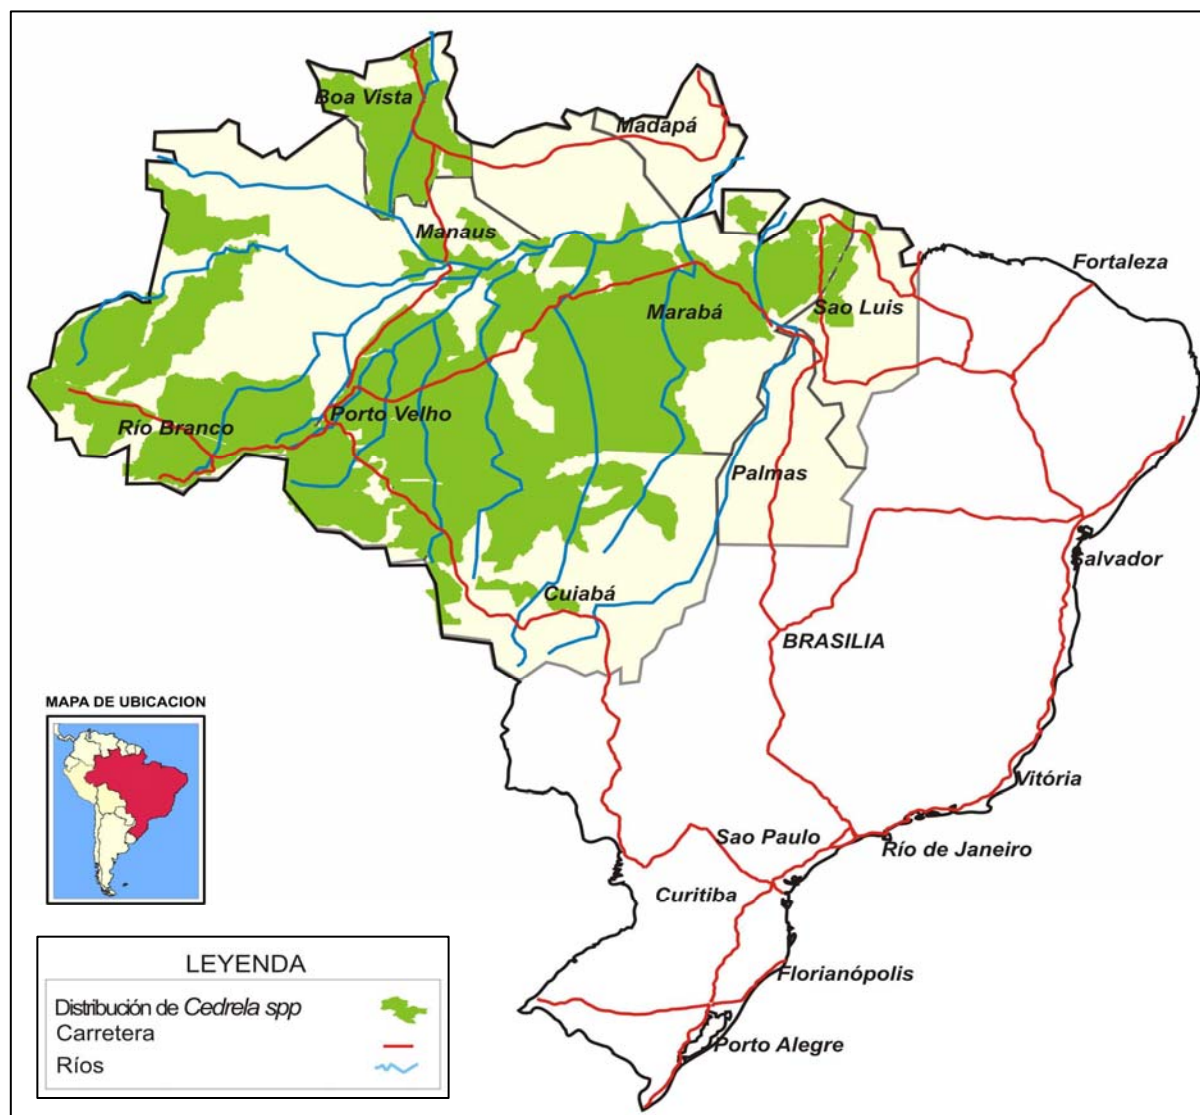 Boa Vista
Madapá
Manaus
Fortaleza
Marabá
Sao Luis
Porto Velho
Río Branco
Palmas
Salvador
Cuiabá
BRASILIA
MAPA DE UBICACION
Vitória
Sao Paulo
Río de Janeiro
Curitiba
Florianópolis
Porto Alegre
LEYENDA
Distribución de Cedrela spp
Carretera
Ríos